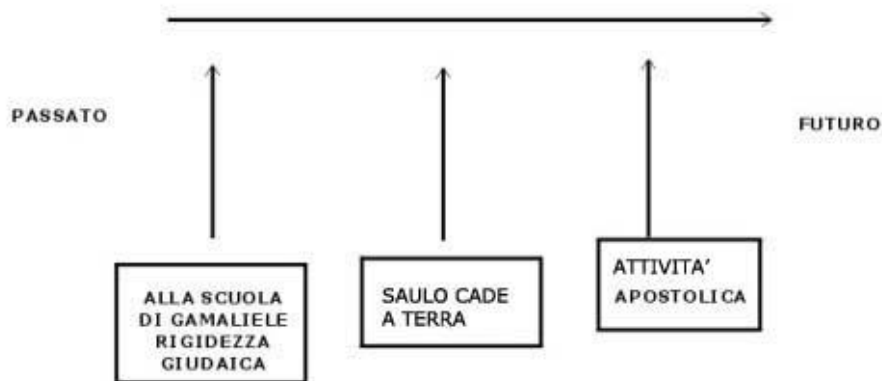 PASSATO
FUTURO
ALLA SCUOLA
DI GAMALIELE
RIGIDEZZA
GIUDAICA
SAULO CADE
A TERRA
ATTIVITA'
APOSTOLICA